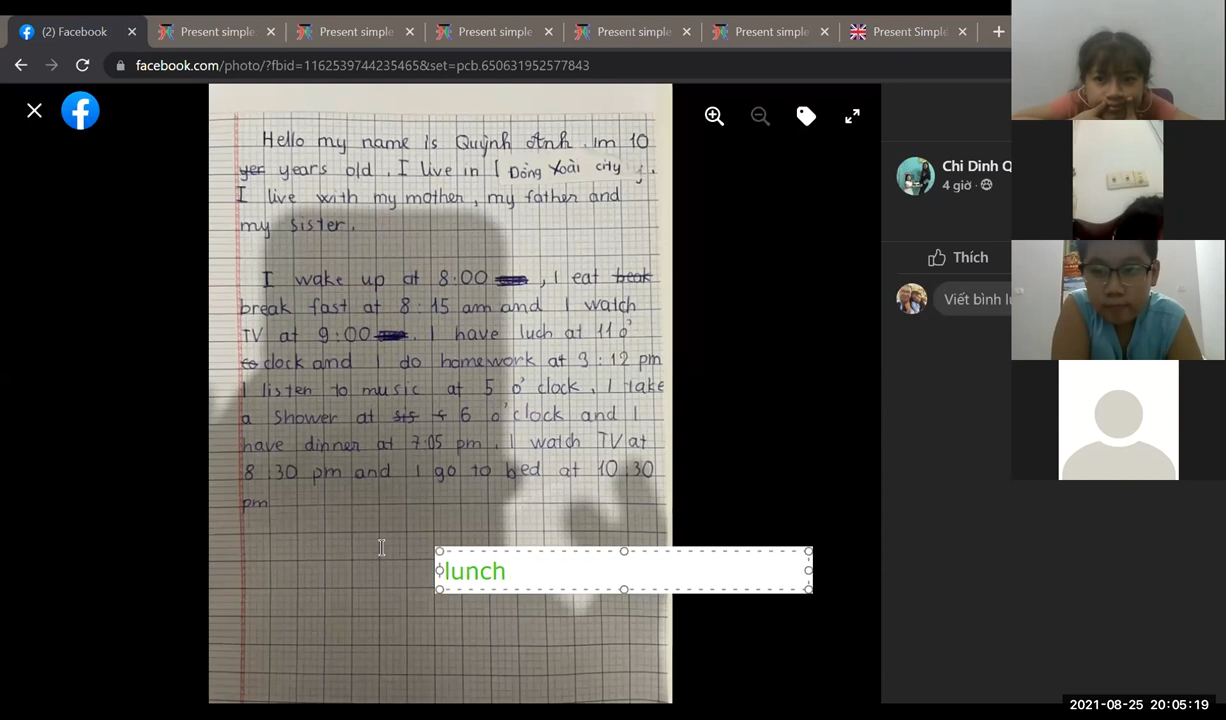 (2) Facebook
Present simple
Present simple
Present simple
Present simple
Present simple
Present Simple
facebook.com/photo/?fbid=1162539744235465&set=pcb.650631952577843
Hello my name is Quỳnh Anh . im 10
yer years old . I live in Đồng Xoài city .
I live with my mother , my father and
my sister .
I wake up at 8:00 , I eat beak
break fast at 8 : 15 am and I watch
TV at 9:00 . I have luch at 11 o'
clock and I do homework at 3 : 12 pm
I listen to music at 5 o' clock , I take
a shower at 6 o'clock and I
have dinner at 7:05 pm . I watch TV at
8 : 30 pm and I go to bed at 10 : 30
pm
lunch
Chi Dinh Q
4 giờ
Thích
Viết bình lu
2021-08-25 20:05:19